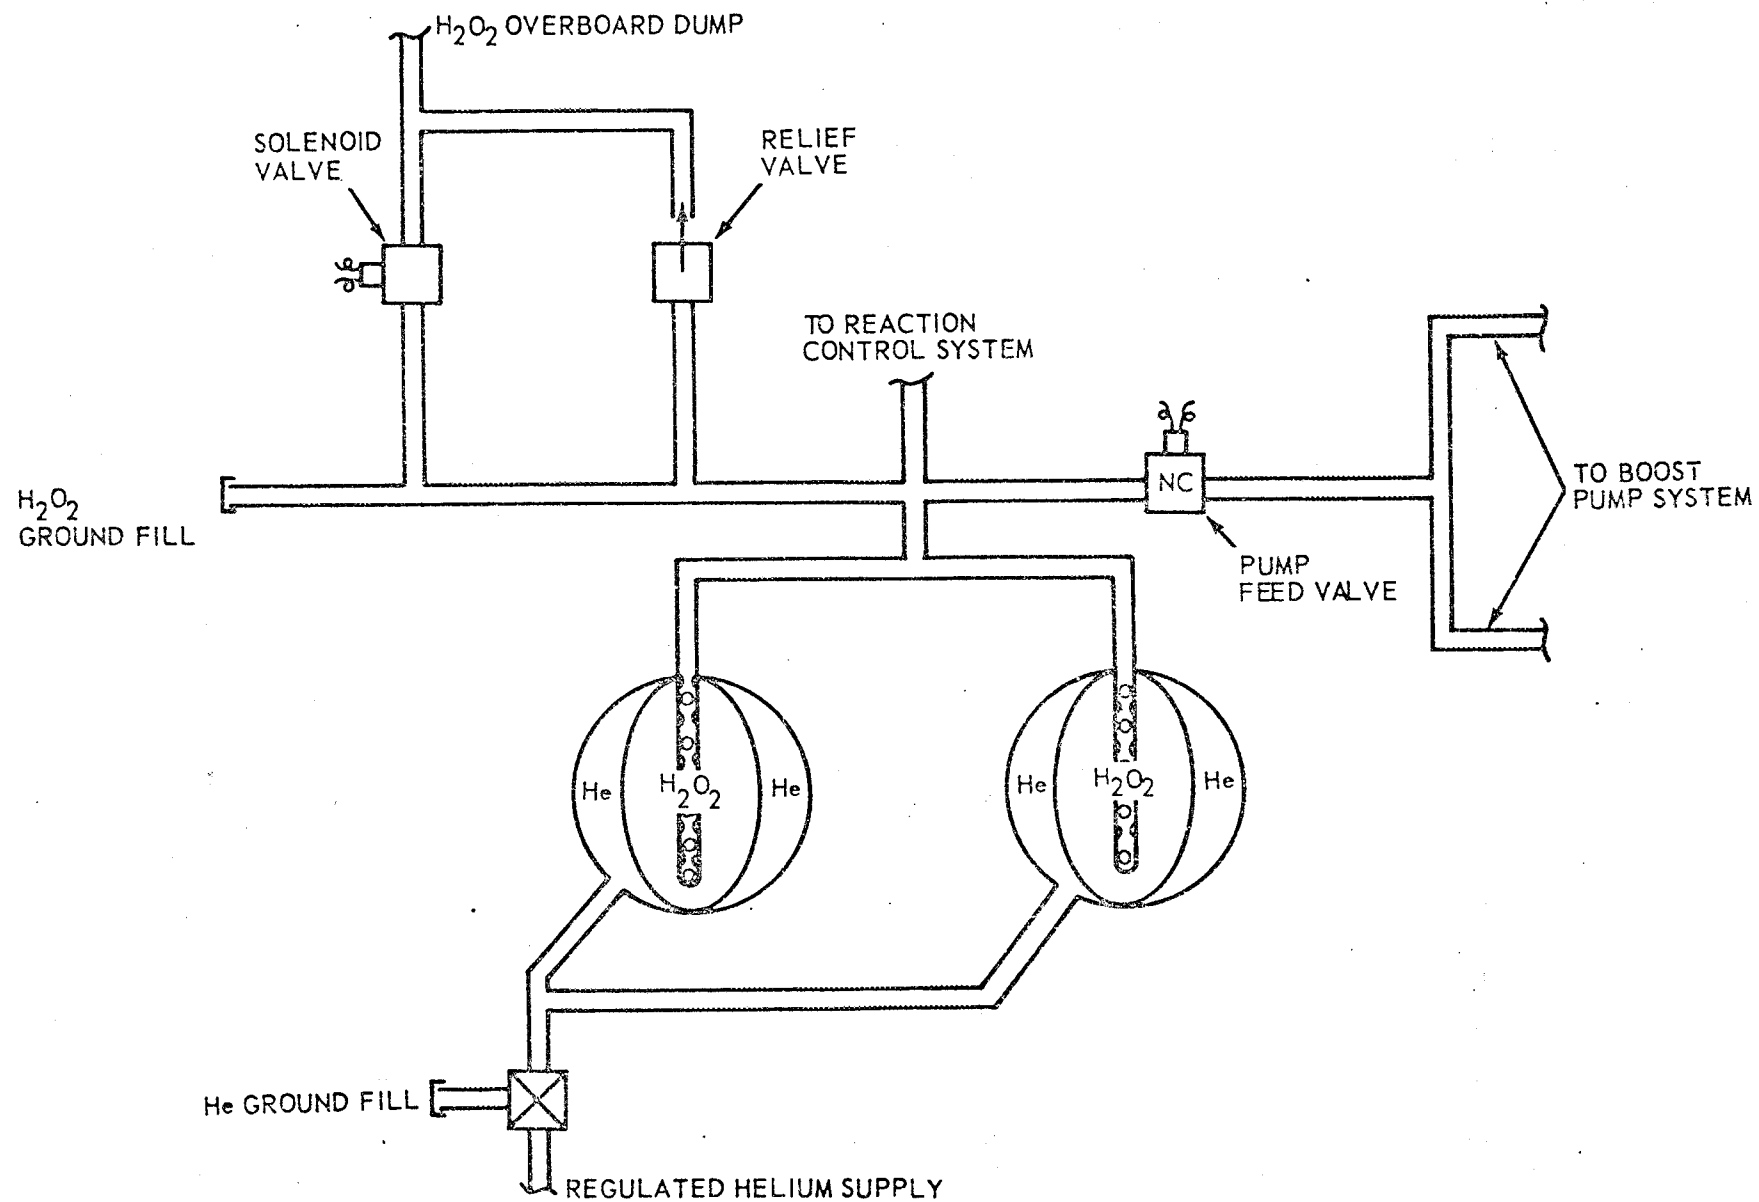 H₂O₂ OVERBOARD DUMP
SOLENOID
VALVE
RELIEF
VALVE
TO REACTION
CONTROL SYSTEM
NC
TO BOOST
PUMP SYSTEM
H₂O₂
GROUND FILL
PUMP
FEED VALVE
He H₂O₂ He
He H₂O₂ He
He GROUND FILL
REGULATED HELIUM SUPPLY